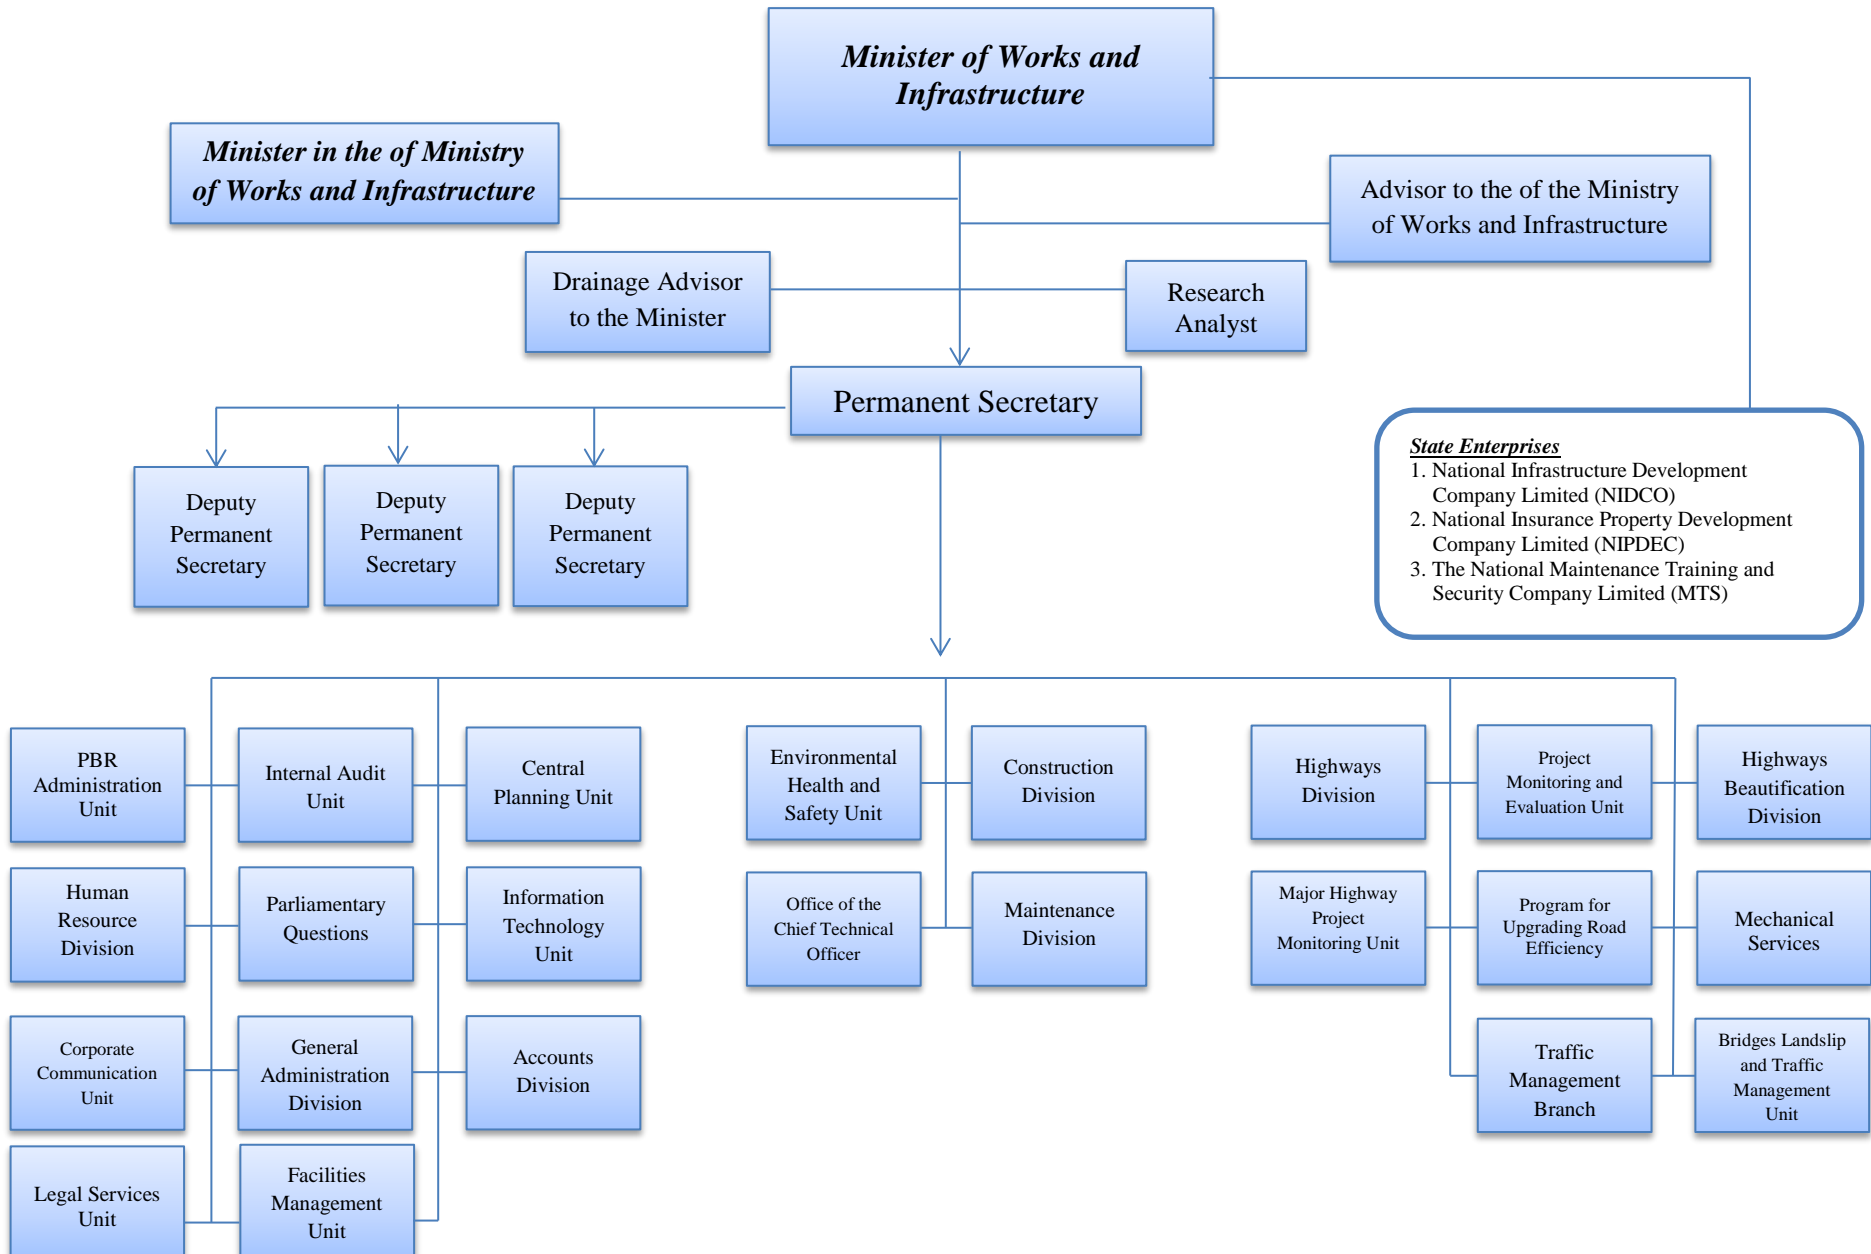 Minister of Works and
Infrastructure
Minister in the of Ministry
of Works and Infrastructure
Advisor to the of the Ministry
of Works and Infrastructure
Drainage Advisor
to the Minister
Research
Analyst
Permanent Secretary
Deputy
Permanent
Secretary
Deputy
Permanent
Secretary
Deputy
Permanent
Secretary
State Enterprises
1. National Infrastructure Development
Company Limited (NIDCO)
2. National Insurance Property Development
Company Limited (NIPDEC)
3. The National Maintenance Training and
Security Company Limited (MTS)
PBR
Administration
Unit
Internal Audit
Unit
Central
Planning Unit
Environmental
Health and
Safety Unit
Construction
Division
Highways
Division
Project
Monitoring and
Evaluation Unit
Highways
Beautification
Division
Human
Resource
Division
Parliamentary
Questions
Information
Technology
Unit
Office of the
Chief Technical
Officer
Maintenance
Division
Major Highway
Project
Monitoring Unit
Program for
Upgrading Road
Efficiency
Mechanical
Services
Corporate
Communication
Unit
General
Administration
Division
Accounts
Division
Traffic
Management
Branch
Bridges Landslip
and Traffic
Management
Unit
Legal Services
Unit
Facilities
Management
Unit